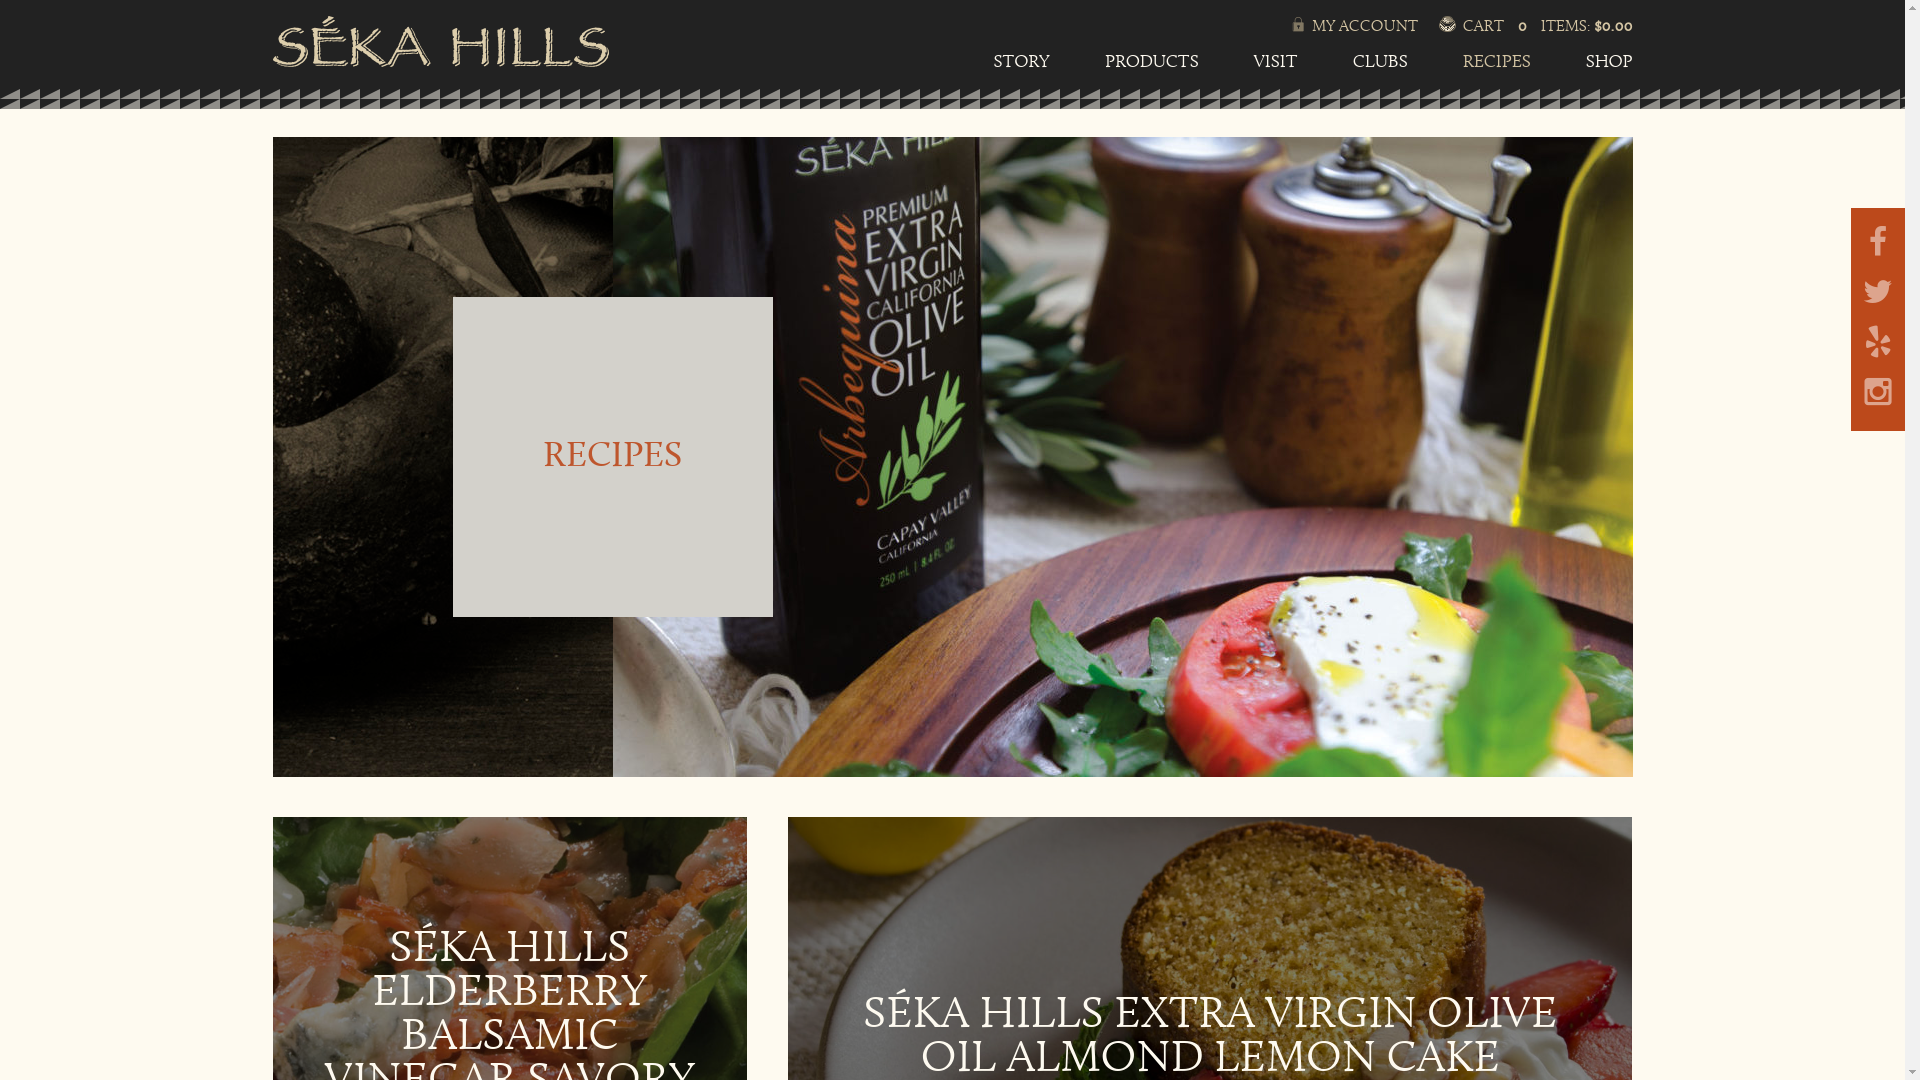 SÉKA HILLS
MY ACCOUNT CART 0 ITEMS: $0.00
STORY PRODUCTS VISIT CLUBS RECIPES SHOP
SÉKA HILLS
PREMIUM
EXTRA
VIRGIN
CALIFORNIA
OLIVE
OIL
Arbequina
CAPAY VALLEY
CALIFORNIA
250 mL | 8.4 FL OZ
RECIPES
SÉKA HILLS
ELDERBERRY
BALSAMIC
VINEGAR SAVORY
SÉKA HILLS EXTRA VIRGIN OLIVE
OIL ALMOND LEMON CAKE